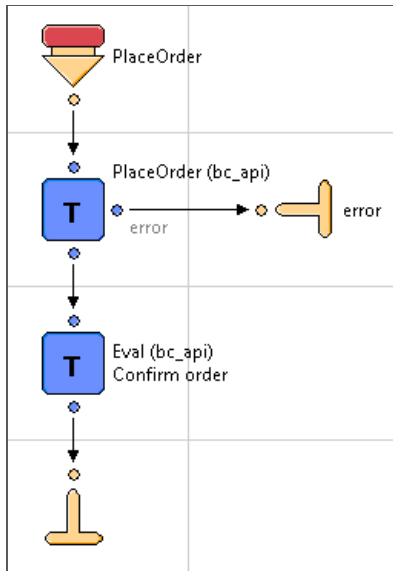 PlaceOrder
PlaceOrder (bc_api)
T
error
error
T
Eval (bc_api)
Confirm order